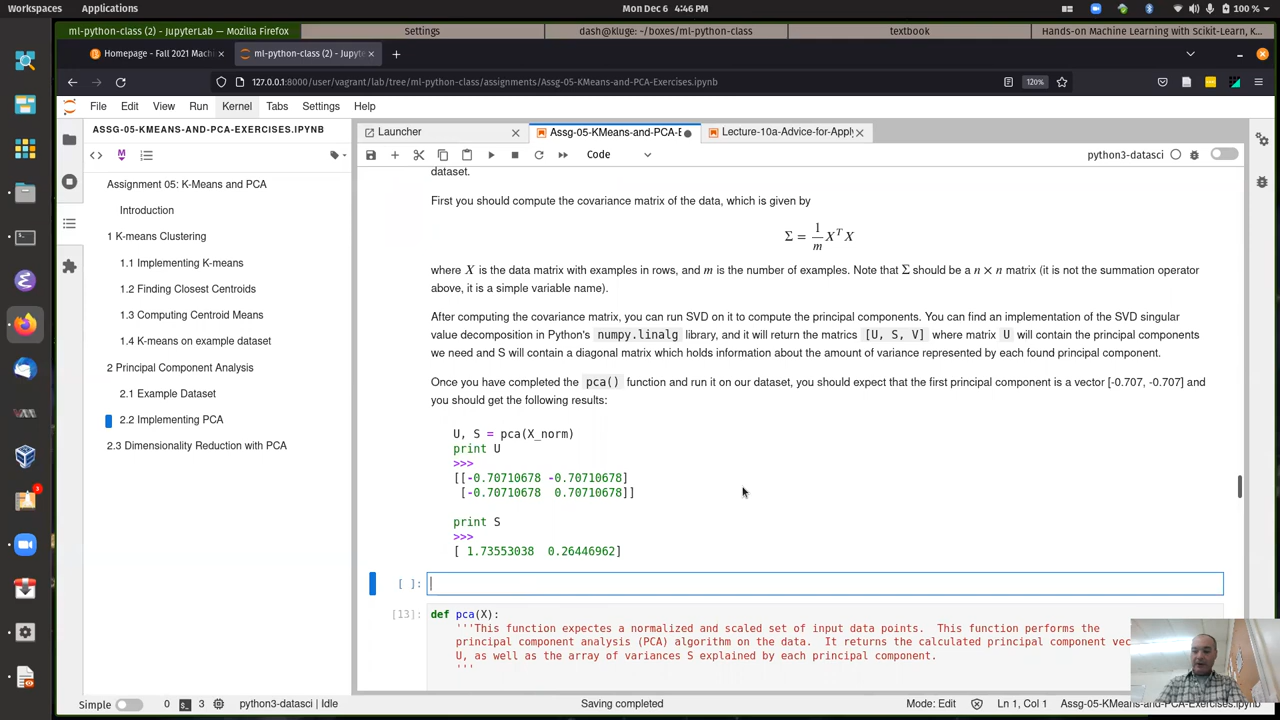 Workspaces Applications Mon Dec 6 4:46 PM 100 %
ml-python-class (2) - JupyterLab — Mozilla Firefox Settings dash@kluge: ~/boxes/ml-python-class textbook Hands-on Machine Learning with Scikit-Learn, K...
Homepage - Fall 2021 Machi ml-python-class (2) - Jupyt
127.0.0.1:8000/user/vagrant/lab/tree/ml-python-class/assignments/Assg-05-KMeans-and-PCA-Exercises.ipynb 120%
File Edit View Run Kernel Tabs Settings Help
ASSG-05-KMEANS-AND-PCA-EXERCISES.IPYNB
Assignment 05: K-Means and PCA
Introduction
1 K-means Clustering
1.1 Implementing K-means
1.2 Finding Closest Centroids
1.3 Computing Centroid Means
1.4 K-means on example dataset
2 Principal Component Analysis
2.1 Example Dataset
2.2 Implementing PCA
2.3 Dimensionality Reduction with PCA
Launcher Assg-05-KMeans-and-PCA-E Lecture-10a-Advice-for-Apply
Code python3-datasci
dataset.
First you should compute the covariance matrix of the data, which is given by
Σ = 1/m XᵀX
where X is the data matrix with examples in rows, and m is the number of examples. Note that Σ should be a n × n matrix (it is not the summation operator
above, it is a simple variable name).
After computing the covariance matrix, you can run SVD on it to compute the principal components. You can find an implementation of the SVD singular
value decomposition in Python's numpy.linalg library, and it will return the matrics [U, S, V] where matrix U will contain the principal components
we need and S will contain a diagonal matrix which holds information about the amount of variance represented by each found principal component.
Once you have completed the pca() function and run it on our dataset, you should expect that the first principal component is a vector [-0.707, -0.707] and
you should get the following results:
U, S = pca(X_norm)
print U
>>>
[[-0.70710678 -0.70710678]
[-0.70710678 0.70710678]]
print S
>>>
[ 1.73553038 0.26446962]
[ ]:
[13]: def pca(X):
'''This function expectes a normalized and scaled set of input data points. This function performs the
principal component analysis (PCA) algorithm on the data. It returns the calculated principal component vec
U, as well as the array of variances S explained by each principal component.
'''
Simple 0 3 python3-datasci | Idle Saving completed Mode: Edit Ln 1, Col 1 Assg-05-KMeans-and-PCA-Exercises.ipynb